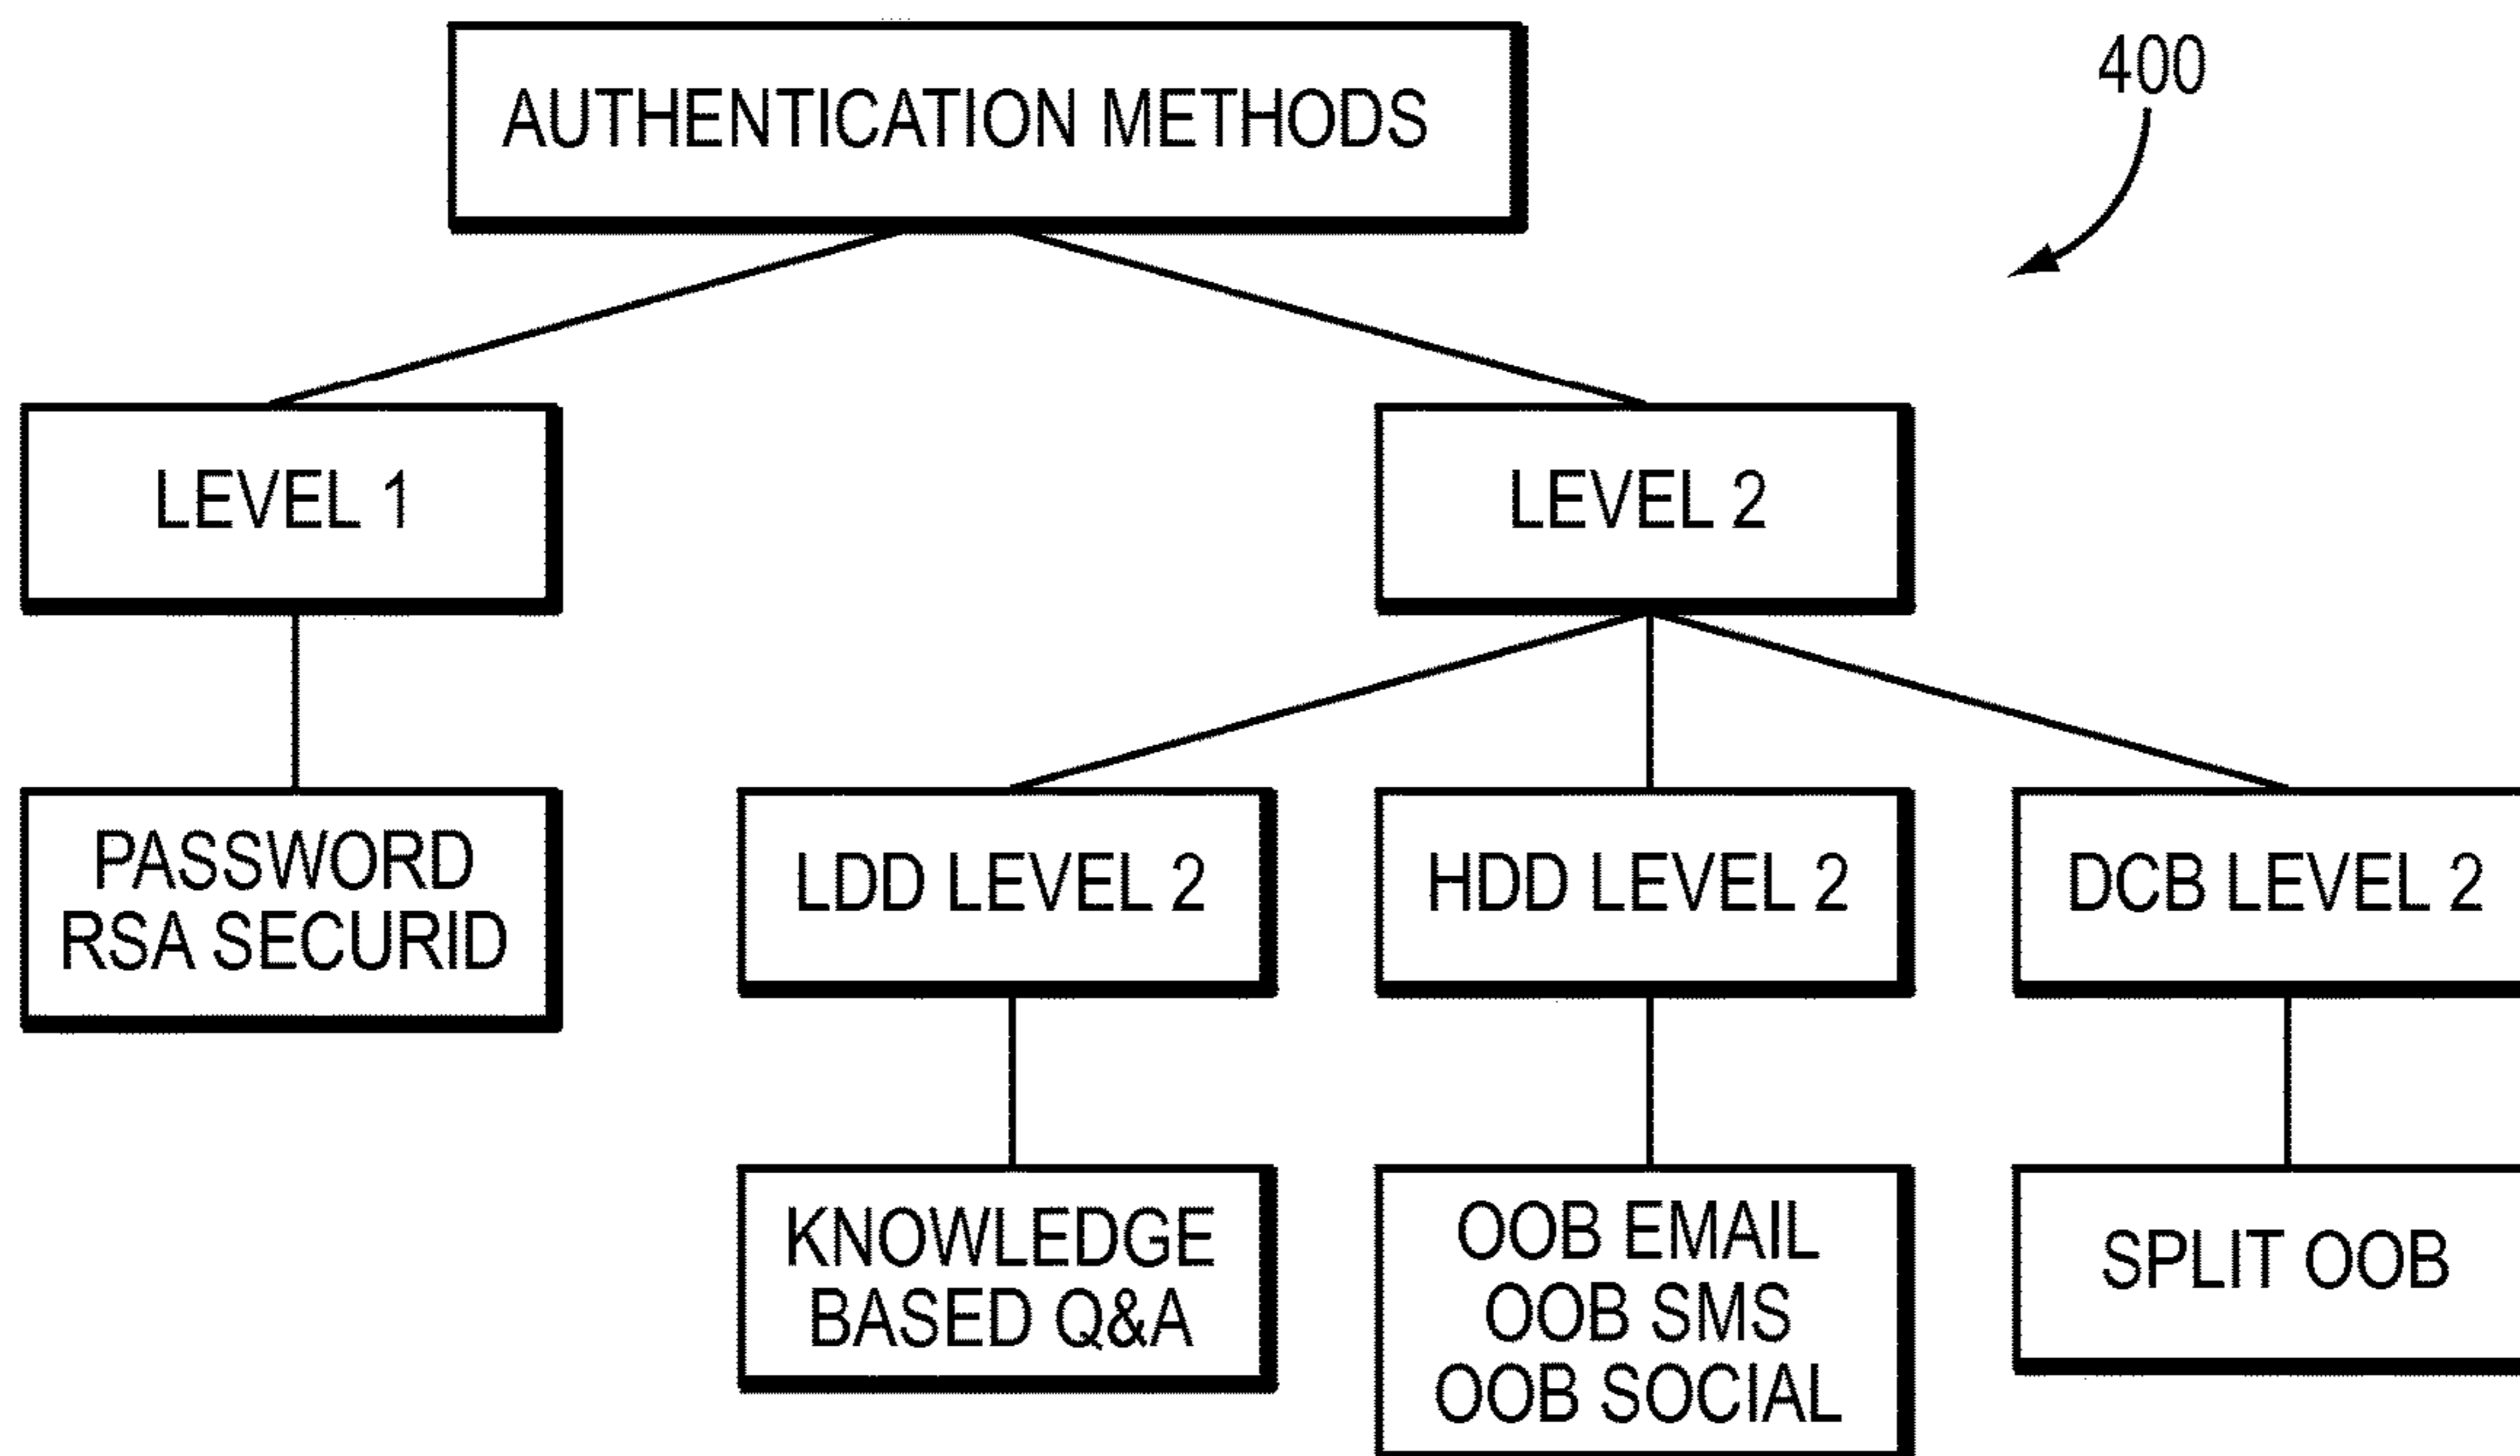 AUTHENTICATION METHODS
400
LEVEL 1
LEVEL 2
PASSWORD
RSA SECURID
LDD LEVEL 2
HDD LEVEL 2
DCB LEVEL 2
KNOWLEDGE
BASED Q&A
OOB EMAIL
OOB SMS
OOB SOCIAL
SPLIT OOB